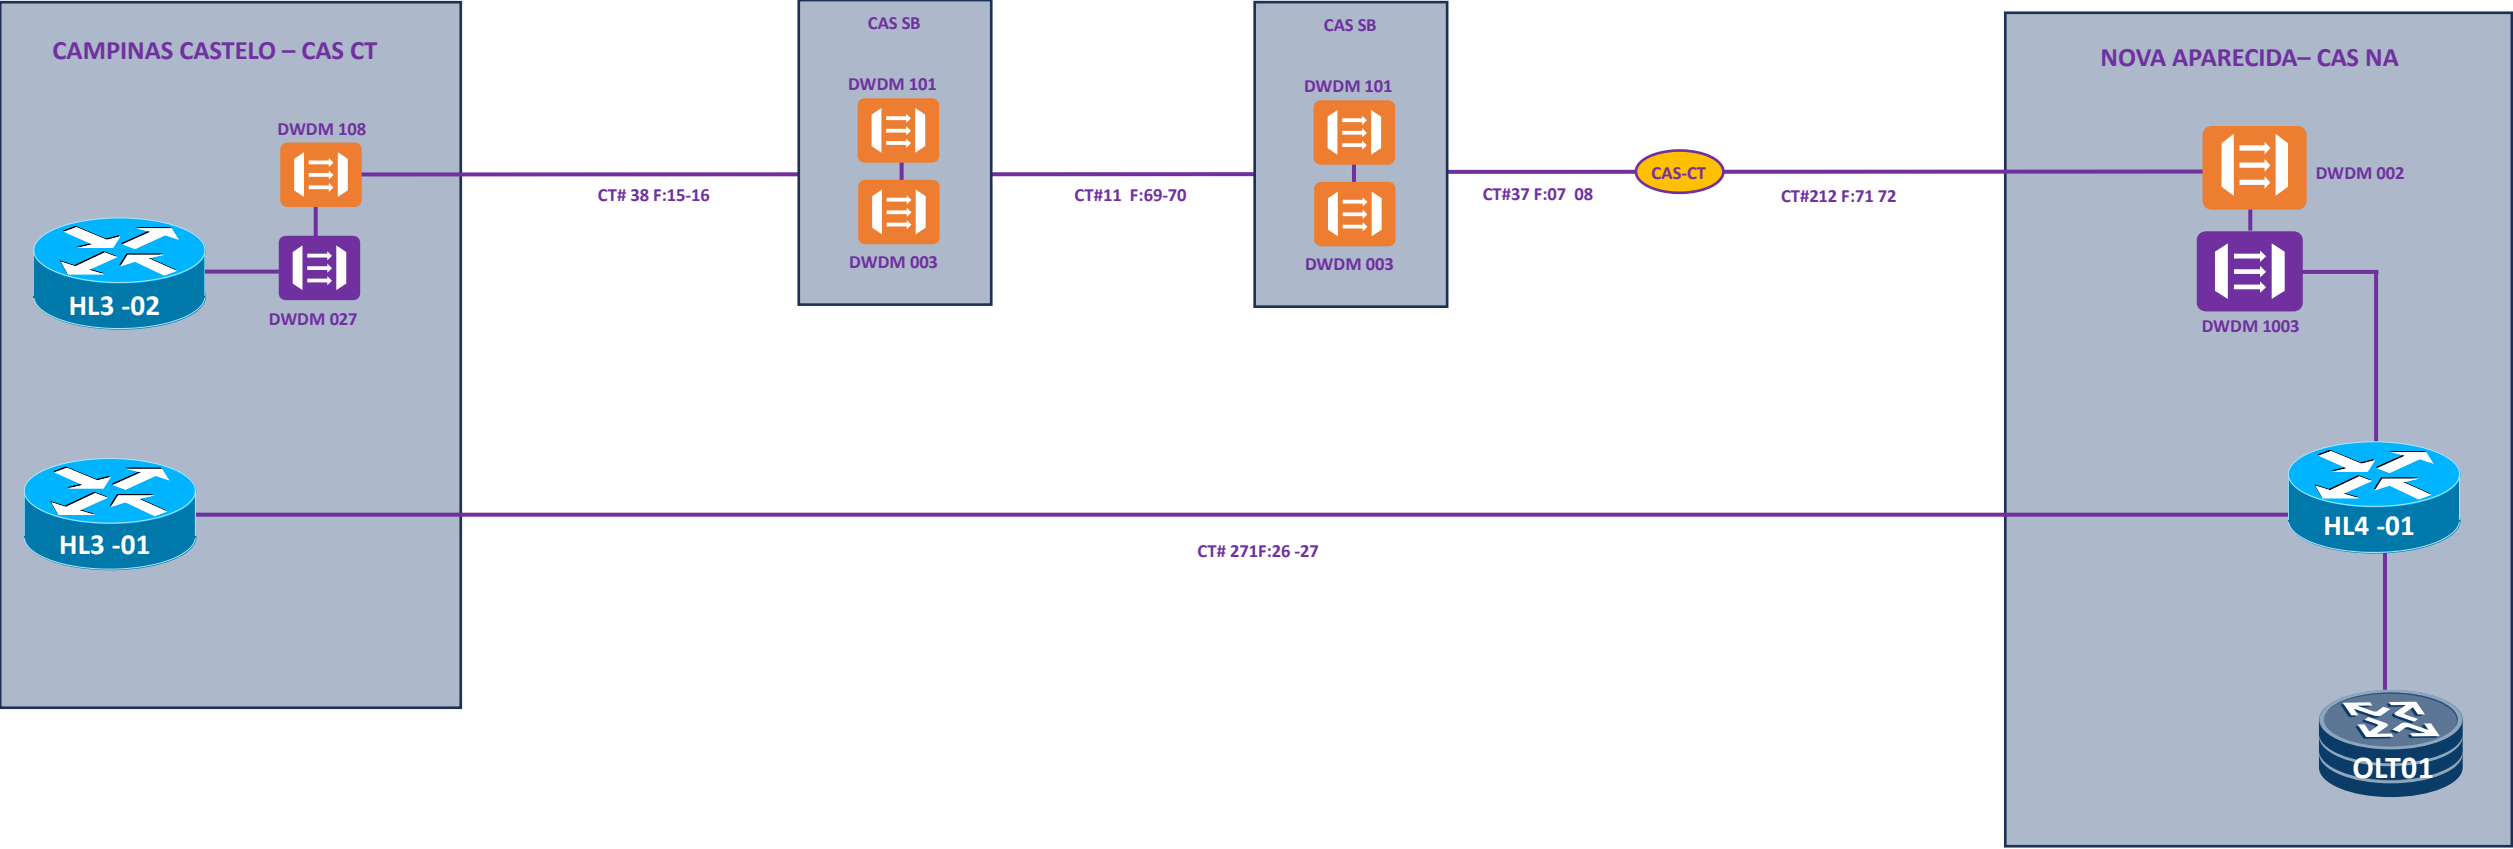 CAMPINAS CASTELO – CAS CT
CAS SB
CAS SB
NOVA APARECIDA– CAS NA
DWDM 108
DWDM 101
DWDM 101
CT# 38 F:15-16
CT#11  F:69-70
CT#37 F:07  08
CAS-CT
CT#212 F:71 72
DWDM 002
HL3 -02
DWDM 027
DWDM 003
DWDM 003
DWDM 1003
HL3 -01
CT# 271F:26 -27
HL4 -01
OLT01